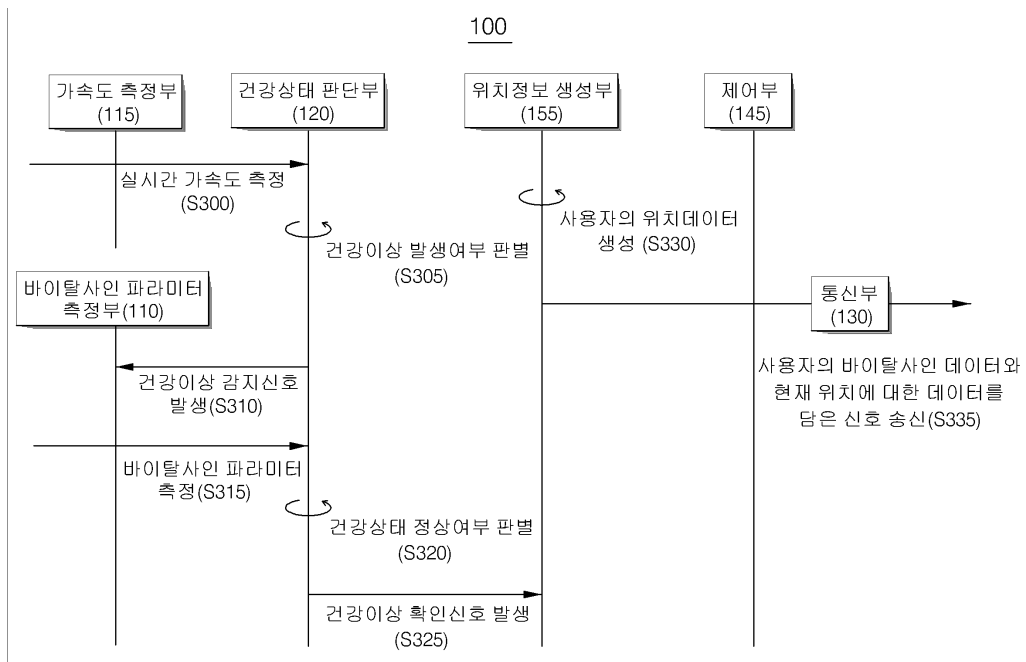 100
가속도 측정부
(115)
건강상태 판단부
(120)
위치정보 생성부
(155)
제어부
(145)
실시간 가속도 측정
(S300)
건강이상 발생여부 판별
(S305)
사용자의 위치데이터
생성 (S330)
바이탈사인 파라미터
측정부(110)
통신부
(130)
건강이상 감지신호
발생(S310)
사용자의 바이탈사인 데이터와
현재 위치에 대한 데이터를
담은 신호 송신(S335)
바이탈사인 파라미터
측정(S315)
건강상태 정상여부 판별
(S320)
건강이상 확인신호 발생
(S325)